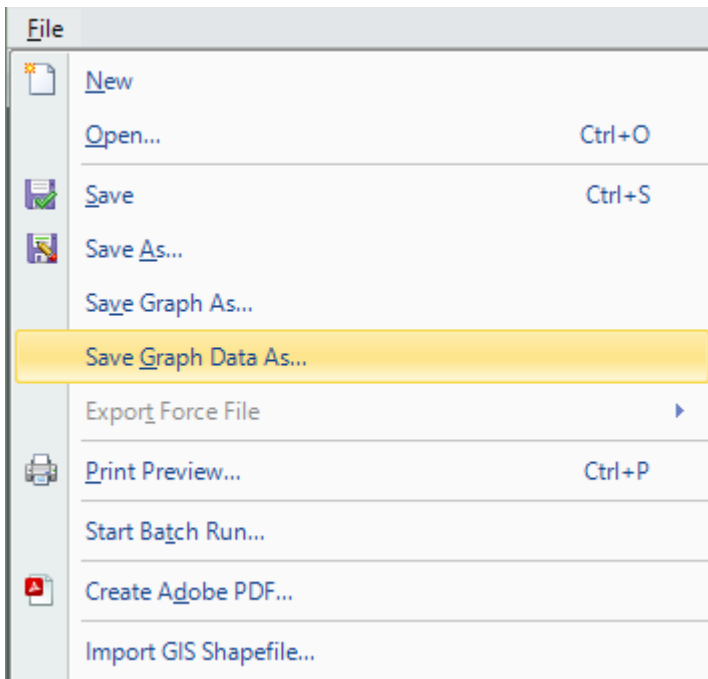 File
New
Open... Ctrl+O
Save Ctrl+S
Save As...
Save Graph As...
Save Graph Data As...
Export Force File
Print Preview... Ctrl+P
Start Batch Run...
Create Adobe PDF...
Import GIS Shapefile...